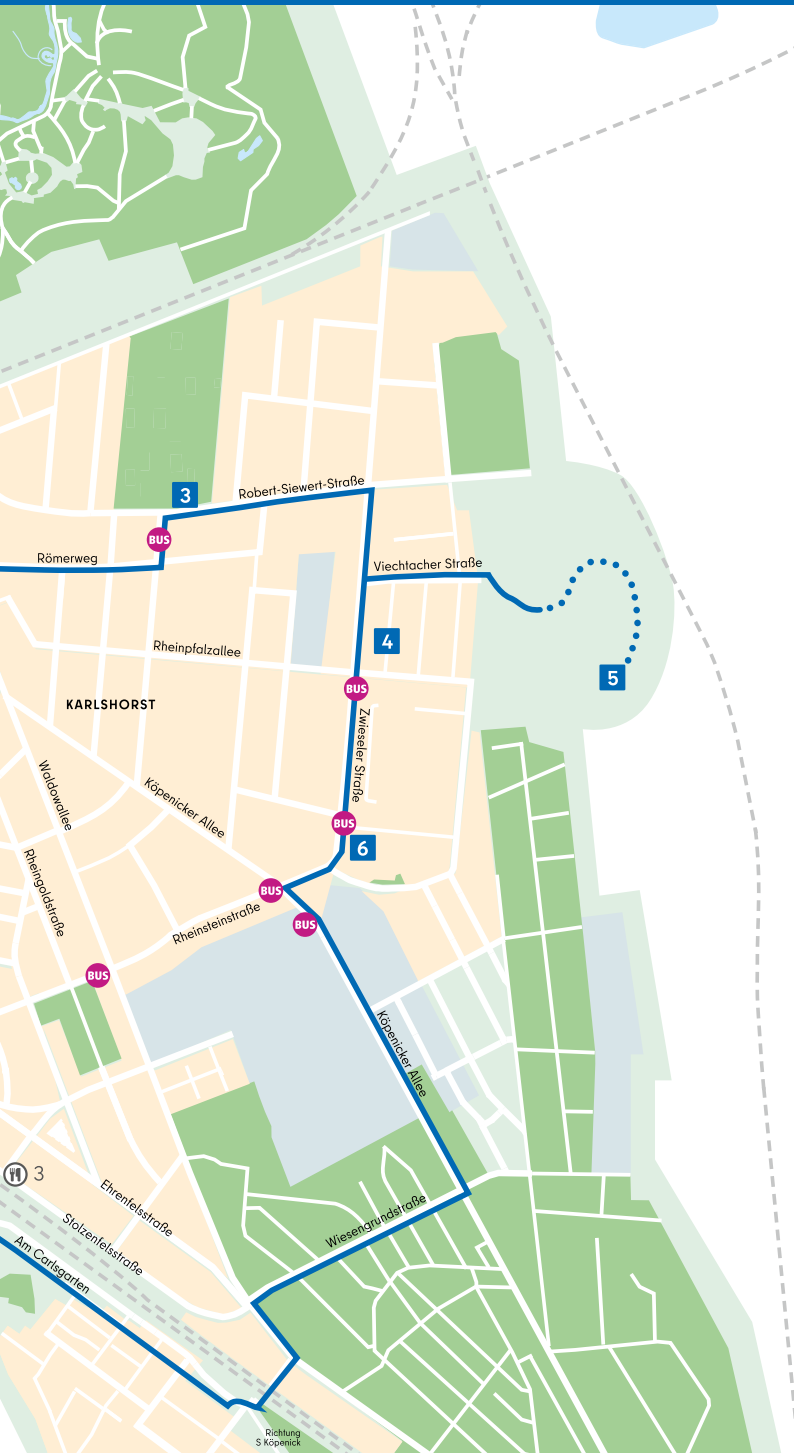 3
Robert-Siewert-Straße
BUS
Römerweg
Viechtacher Straße
4
Rheinpfalzallee
5
BUS
KARLSHORST
Zwieseler Straße
Waldowallee
Köpenicker Allee
BUS
6
Rheingoldstraße
BUS
Rheinsteinstraße
BUS
BUS
Köpenicker Allee
3
Ehrenfelsstraße
Wiesengrundstraße
Stolzenfelsstraße
Am Carlsgarten
Richtung
S Köpenick